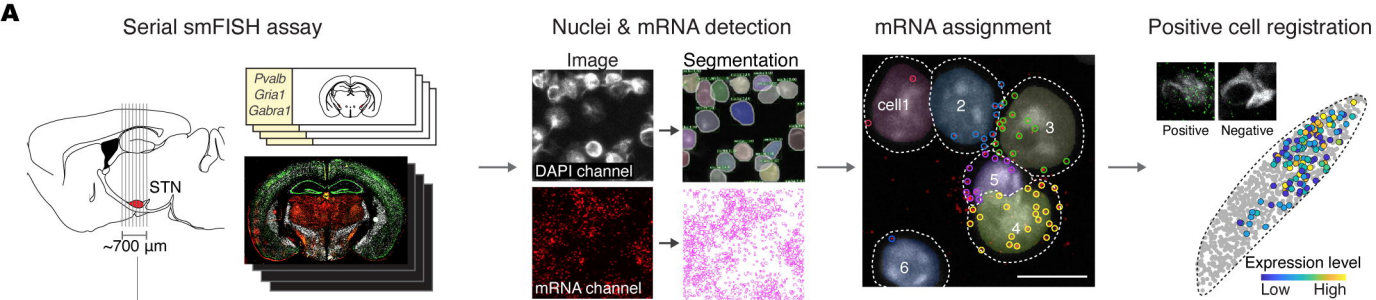 A
Serial smFISH assay
Nuclei & mRNA detection
mRNA assignment
Positive cell registration
Image
Segmentation
Pvalb
Gria1
Gabra1
STN
~700 µm
DAPI channel
mRNA channel
cell1
2
3
5
4
6
Positive
Negative
Expression level
Low
High